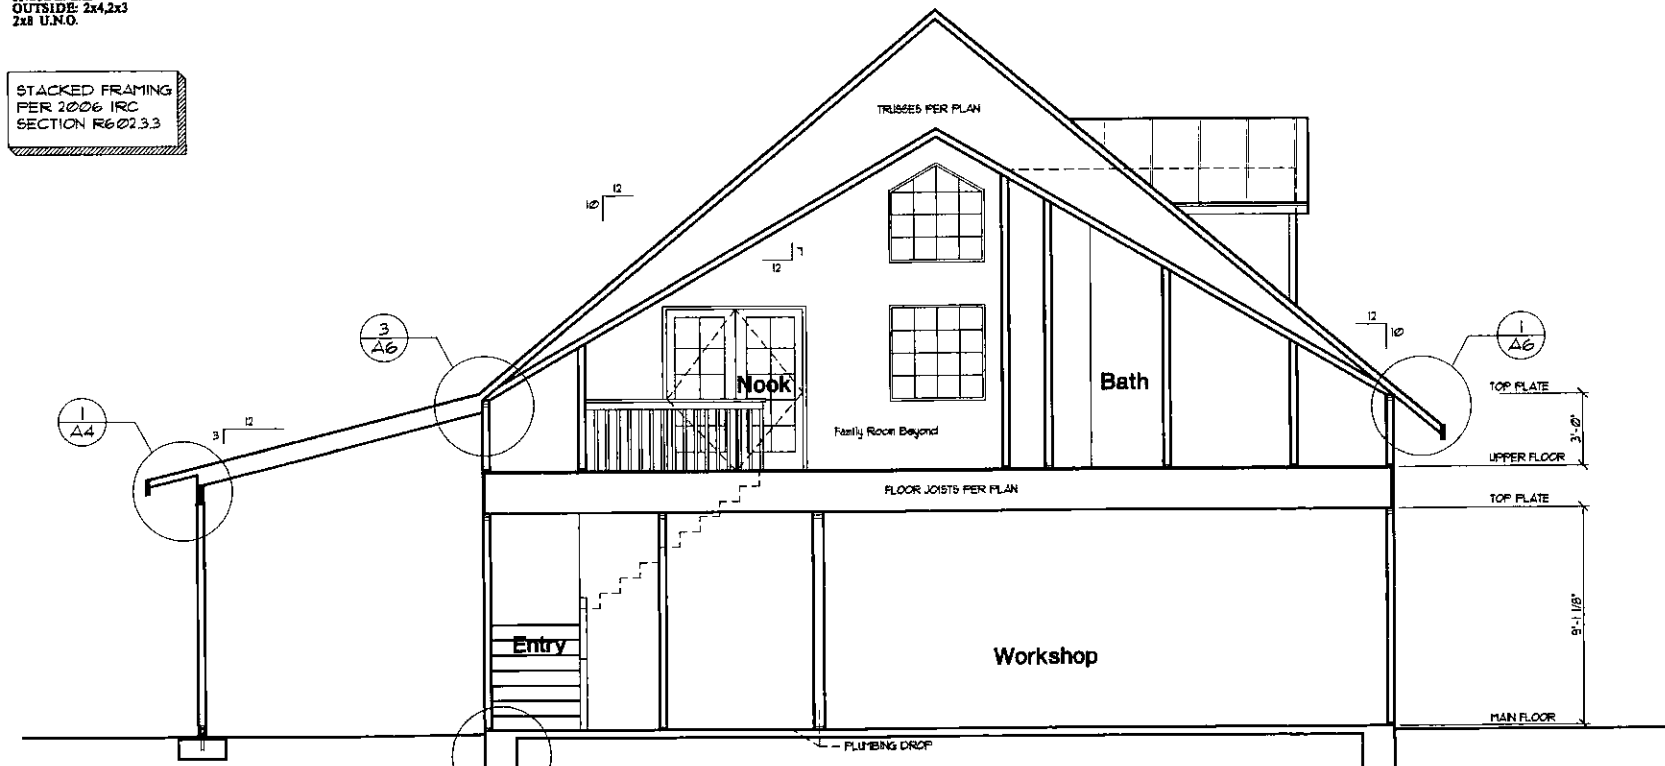 OUTSIDE: 2x4,2x3
2x8 U.N.O.
STACKED FRAMING
PER 2006 IRC
SECTION R602.3.3
TRUSSES PER PLAN
12
10
7
12
3
A6
12
10
1
A6
Nook
Bath
TOP PLATE
1
A4
3
12
Family Room Beyond
3'-0"
UPPER FLOOR
FLOOR JOISTS PER PLAN
TOP PLATE
9'-1 1/8"
Entry
Workshop
MAIN FLOOR
PLUMBING DROP